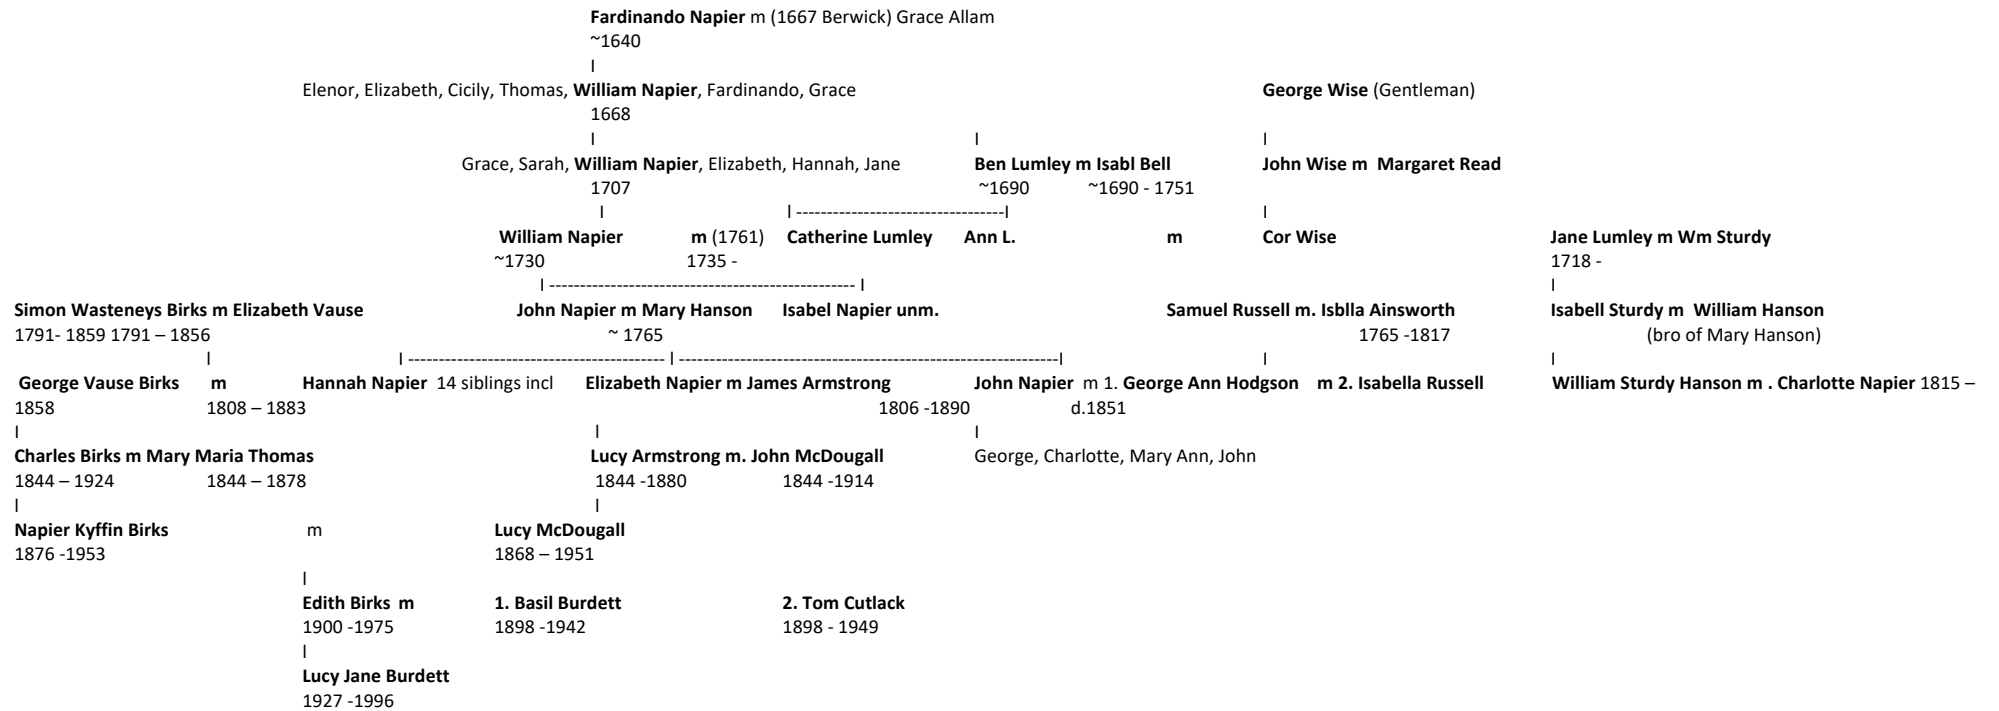 Fardinando Napier m (1667 Berwick) Grace Allam
~1640
I
Elenor, Elizabeth, Cicily, Thomas, William Napier, Fardinando, Grace George Wise (Gentleman)
1668
I I I
Grace, Sarah, William Napier, Elizabeth, Hannah, Jane Ben Lumley m Isabl Bell John Wise m Margaret Read
1707 ~1690 ~1690 - 1751
I I ----------------------------------I I
William Napier m (1761) Catherine Lumley Ann L. m Cor Wise Jane Lumley m Wm Sturdy
~1730 1735 - 1718 -
I -------------------------------------------------- I I
Simon Wasteneys Birks m Elizabeth Vause John Napier m Mary Hanson Isabel Napier unm. Samuel Russell m. Isblla Ainsworth Isabell Sturdy m William Hanson
1791- 1859 1791 – 1856 ~ 1765 1765 -1817 (bro of Mary Hanson)
I I ------------------------------------------ I --------------------------------------------------------------I I I
George Vause Birks m Hannah Napier 14 siblings incl Elizabeth Napier m James Armstrong John Napier m 1. George Ann Hodgson m 2. Isabella Russell William Sturdy Hanson m . Charlotte Napier 1815 –
1858 1808 – 1883 1806 -1890 d.1851
I I I
Charles Birks m Mary Maria Thomas Lucy Armstrong m. John McDougall George, Charlotte, Mary Ann, John
1844 – 1924 1844 – 1878 1844 -1880 1844 -1914
I I
Napier Kyffin Birks m Lucy McDougall
1876 -1953 1868 – 1951
I
Edith Birks m 1. Basil Burdett 2. Tom Cutlack
1900 -1975 1898 -1942 1898 - 1949
I
Lucy Jane Burdett
1927 -1996